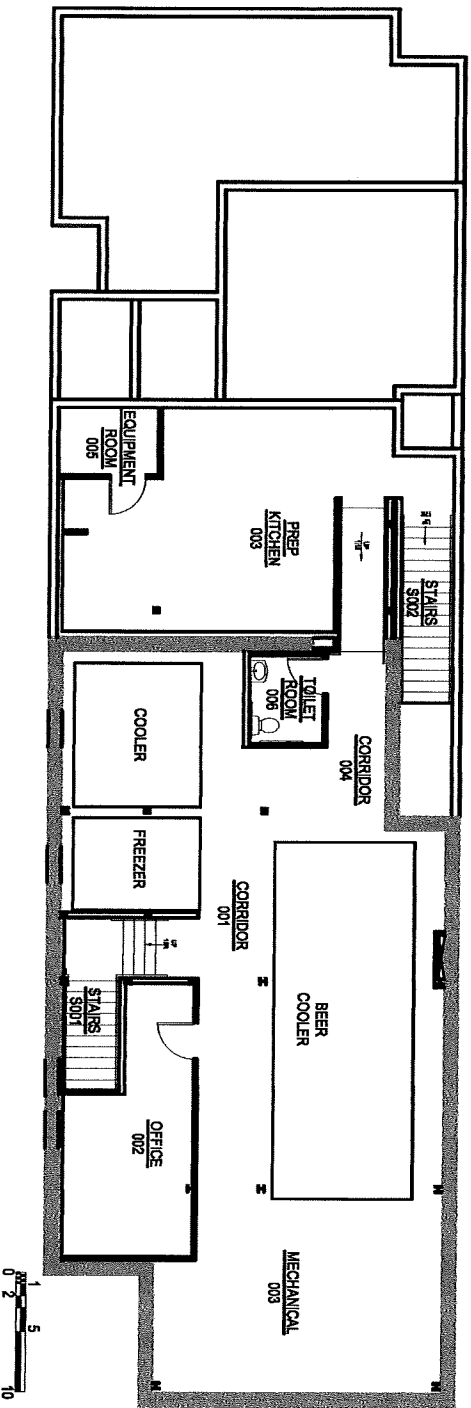 EQUIPMENT
ROOM
005
PREP
KITCHEN
003
UP
STAIRS
S002
TOILET
ROOM
006
CORRIDOR
004
COOLER
FREEZER
CORRIDOR
001
BEER
COOLER
UP
STAIRS
S001
OFFICE
002
MECHANICAL
003
0 1 2 5 10